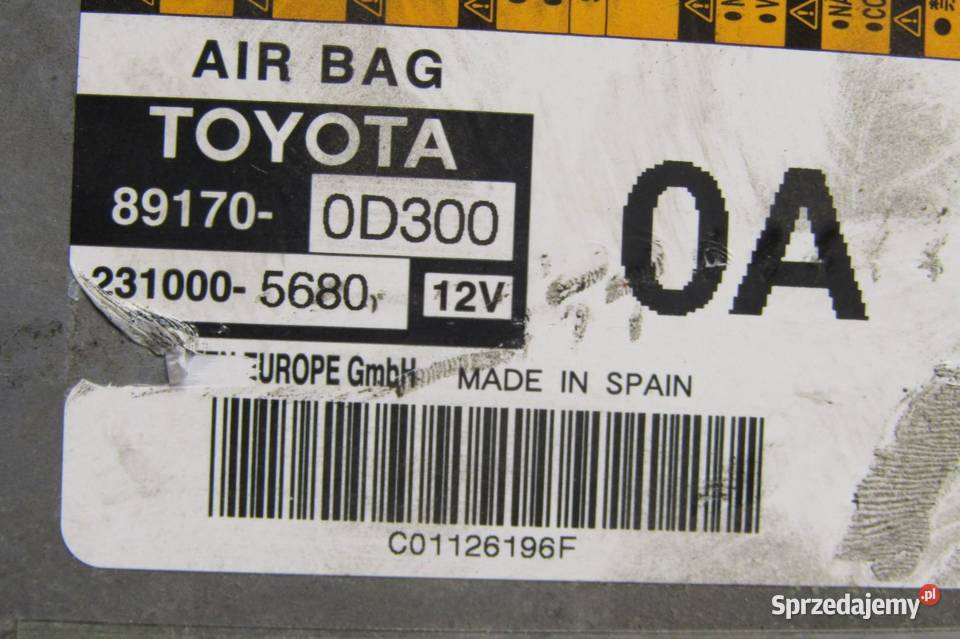 AIR BAG
TOYOTA
89170- 0D300
0A
231000- 5680 12V
EUROPE GmbH MADE IN SPAIN
C01126196F
Sprzedajemy.pl